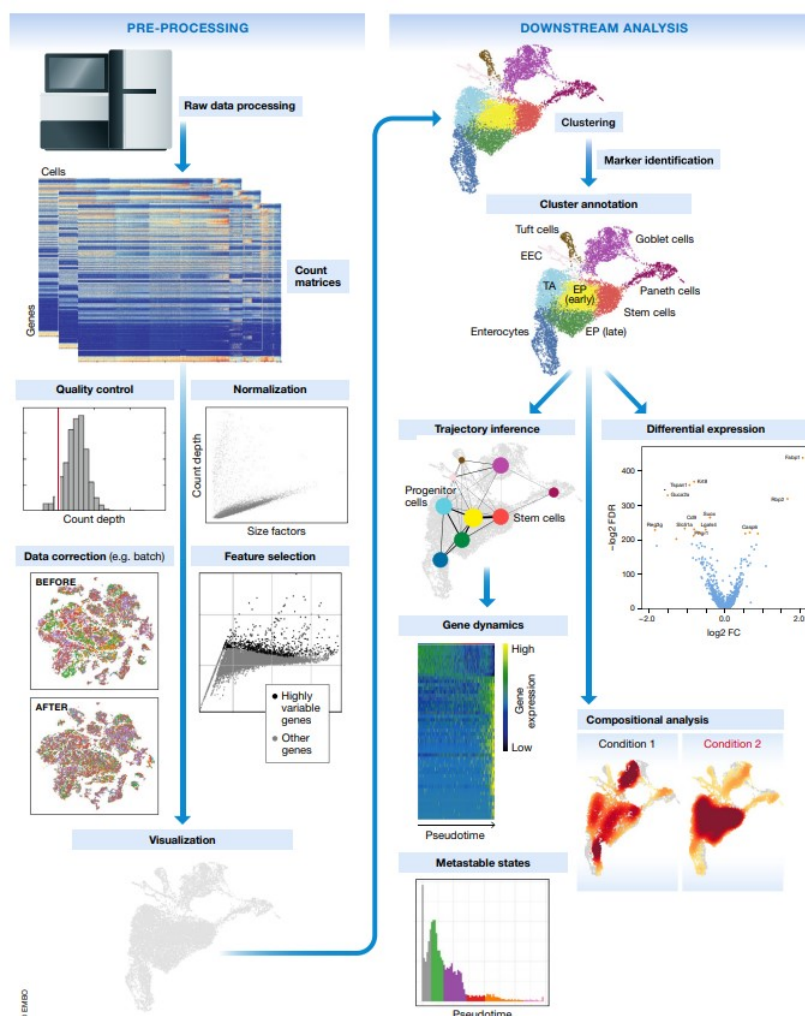 PRE-PROCESSING
Raw data processing
Cells
Genes
Count
matrices
Quality control
Count depth
Normalization
Count depth
Size factors
Data correction (e.g. batch)
BEFORE
AFTER
Feature selection
Highly
variable
genes
Other
genes
Visualization
DOWNSTREAM ANALYSIS
Clustering
Marker identification
Cluster annotation
Tuft cells
Goblet cells
EEC
TA
EP
(early)
Paneth cells
Stem cells
Enterocytes
EP (late)
Trajectory inference
Progenitor
cells
Stem cells
Gene dynamics
High
Gene
expression
Low
Pseudotime
Metastable states
Pseudotime
Differential expression
−log2 FDR
400
300
200
100
0
Fabp1
Rbp2
Reg3g
−2.0
0.0
2.0
log2 FC
Compositional analysis
Condition 1
Condition 2
EMBO